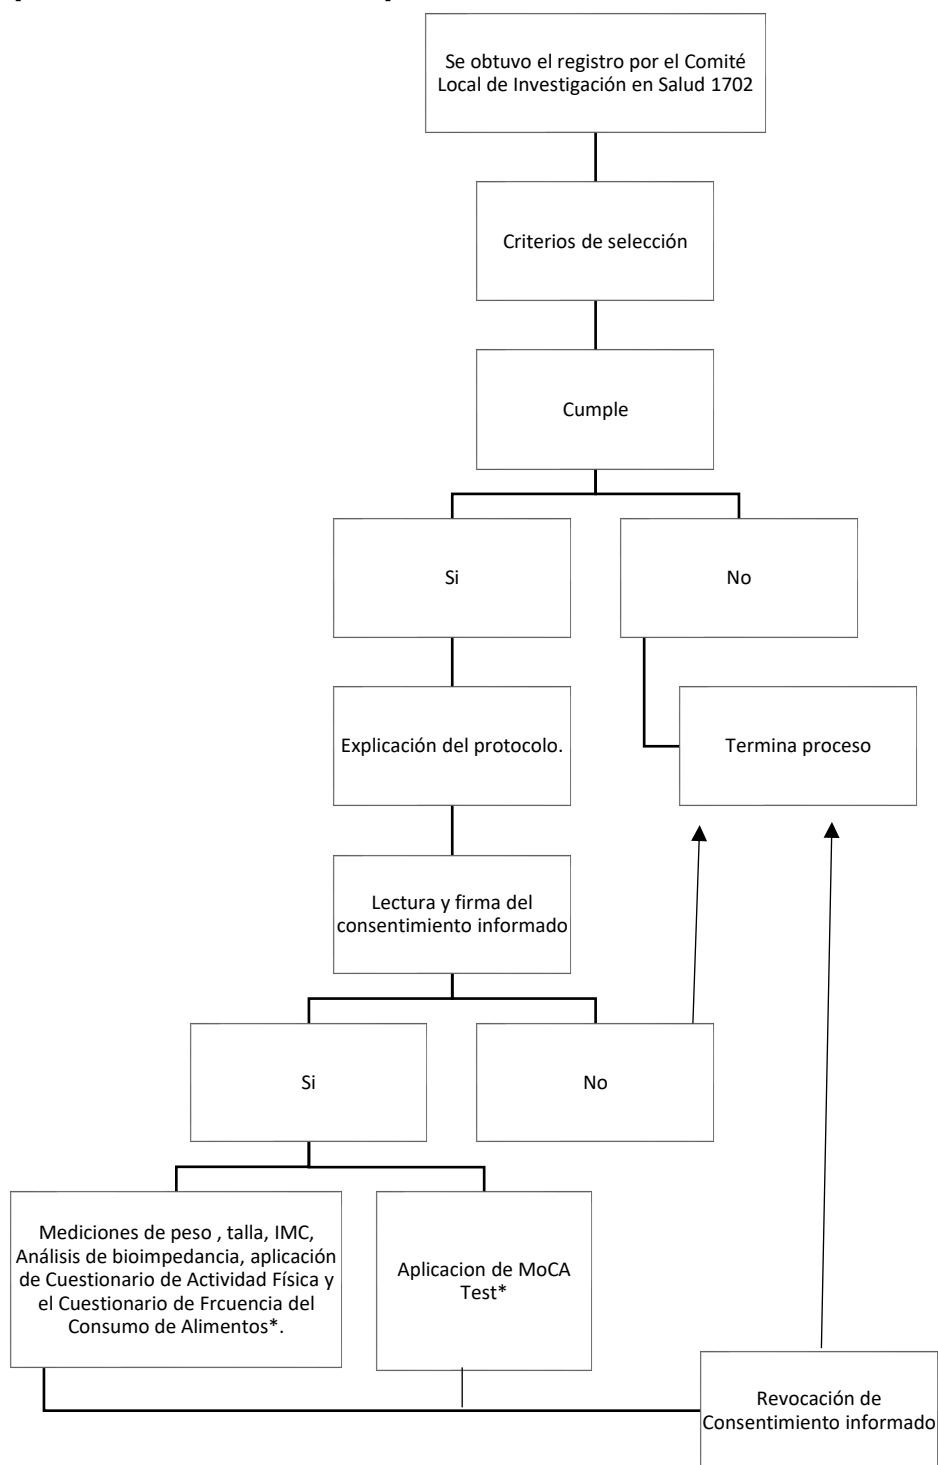 Se obtuvo el registro por el Comité
Local de Investigación en Salud 1702
Criterios de selección
Cumple
Si
No
Explicación del protocolo.
Termina proceso
Lectura y firma del
consentimiento informado
Si
No
Mediciones de peso , talla, IMC,
Análisis de bioimpedancia, aplicación
de Cuestionario de Actividad Física y
el Cuestionario de Frcuencia del
Consumo de Alimentos*.
Aplicacion de MoCA
Test*
Revocación de
Consentimiento informado